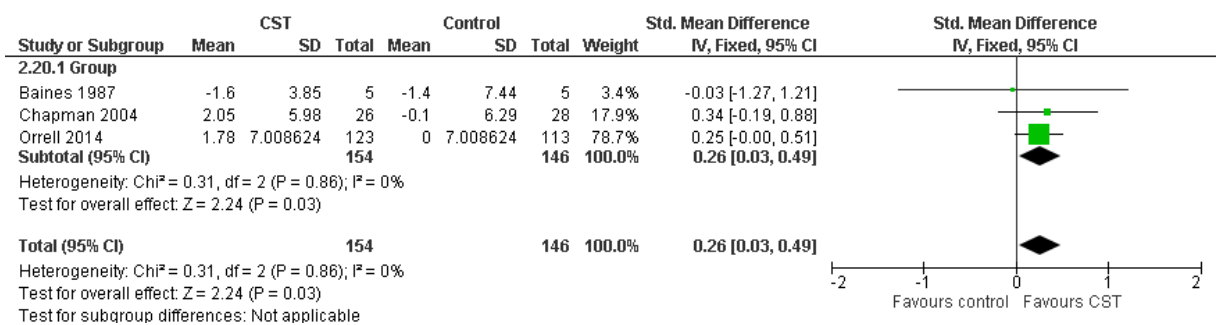 CST Control Std. Mean Difference Std. Mean Difference
Study or Subgroup Mean SD Total Mean SD Total Weight IV, Fixed, 95% CI IV, Fixed, 95% CI
2.20.1 Group
Baines 1987 -1.6 3.85 5 -1.4 7.44 5 3.4% -0.03 [-1.27, 1.21]
Chapman 2004 2.05 5.98 26 -0.1 6.29 28 17.9% 0.34 [-0.19, 0.88]
Orrell 2014 1.78 7.008624 123 0 7.008624 113 78.7% 0.25 [-0.00, 0.51]
Subtotal (95% CI) 154 146 100.0% 0.26 [0.03, 0.49]
Heterogeneity: Chi² = 0.31, df = 2 (P = 0.86); I² = 0%
Test for overall effect: Z = 2.24 (P = 0.03)
Total (95% CI) 154 146 100.0% 0.26 [0.03, 0.49]
Heterogeneity: Chi² = 0.31, df = 2 (P = 0.86); I² = 0%
Test for overall effect: Z = 2.24 (P = 0.03)
Test for subgroup differences: Not applicable
-2 -1 0 1 2
Favours control Favours CST